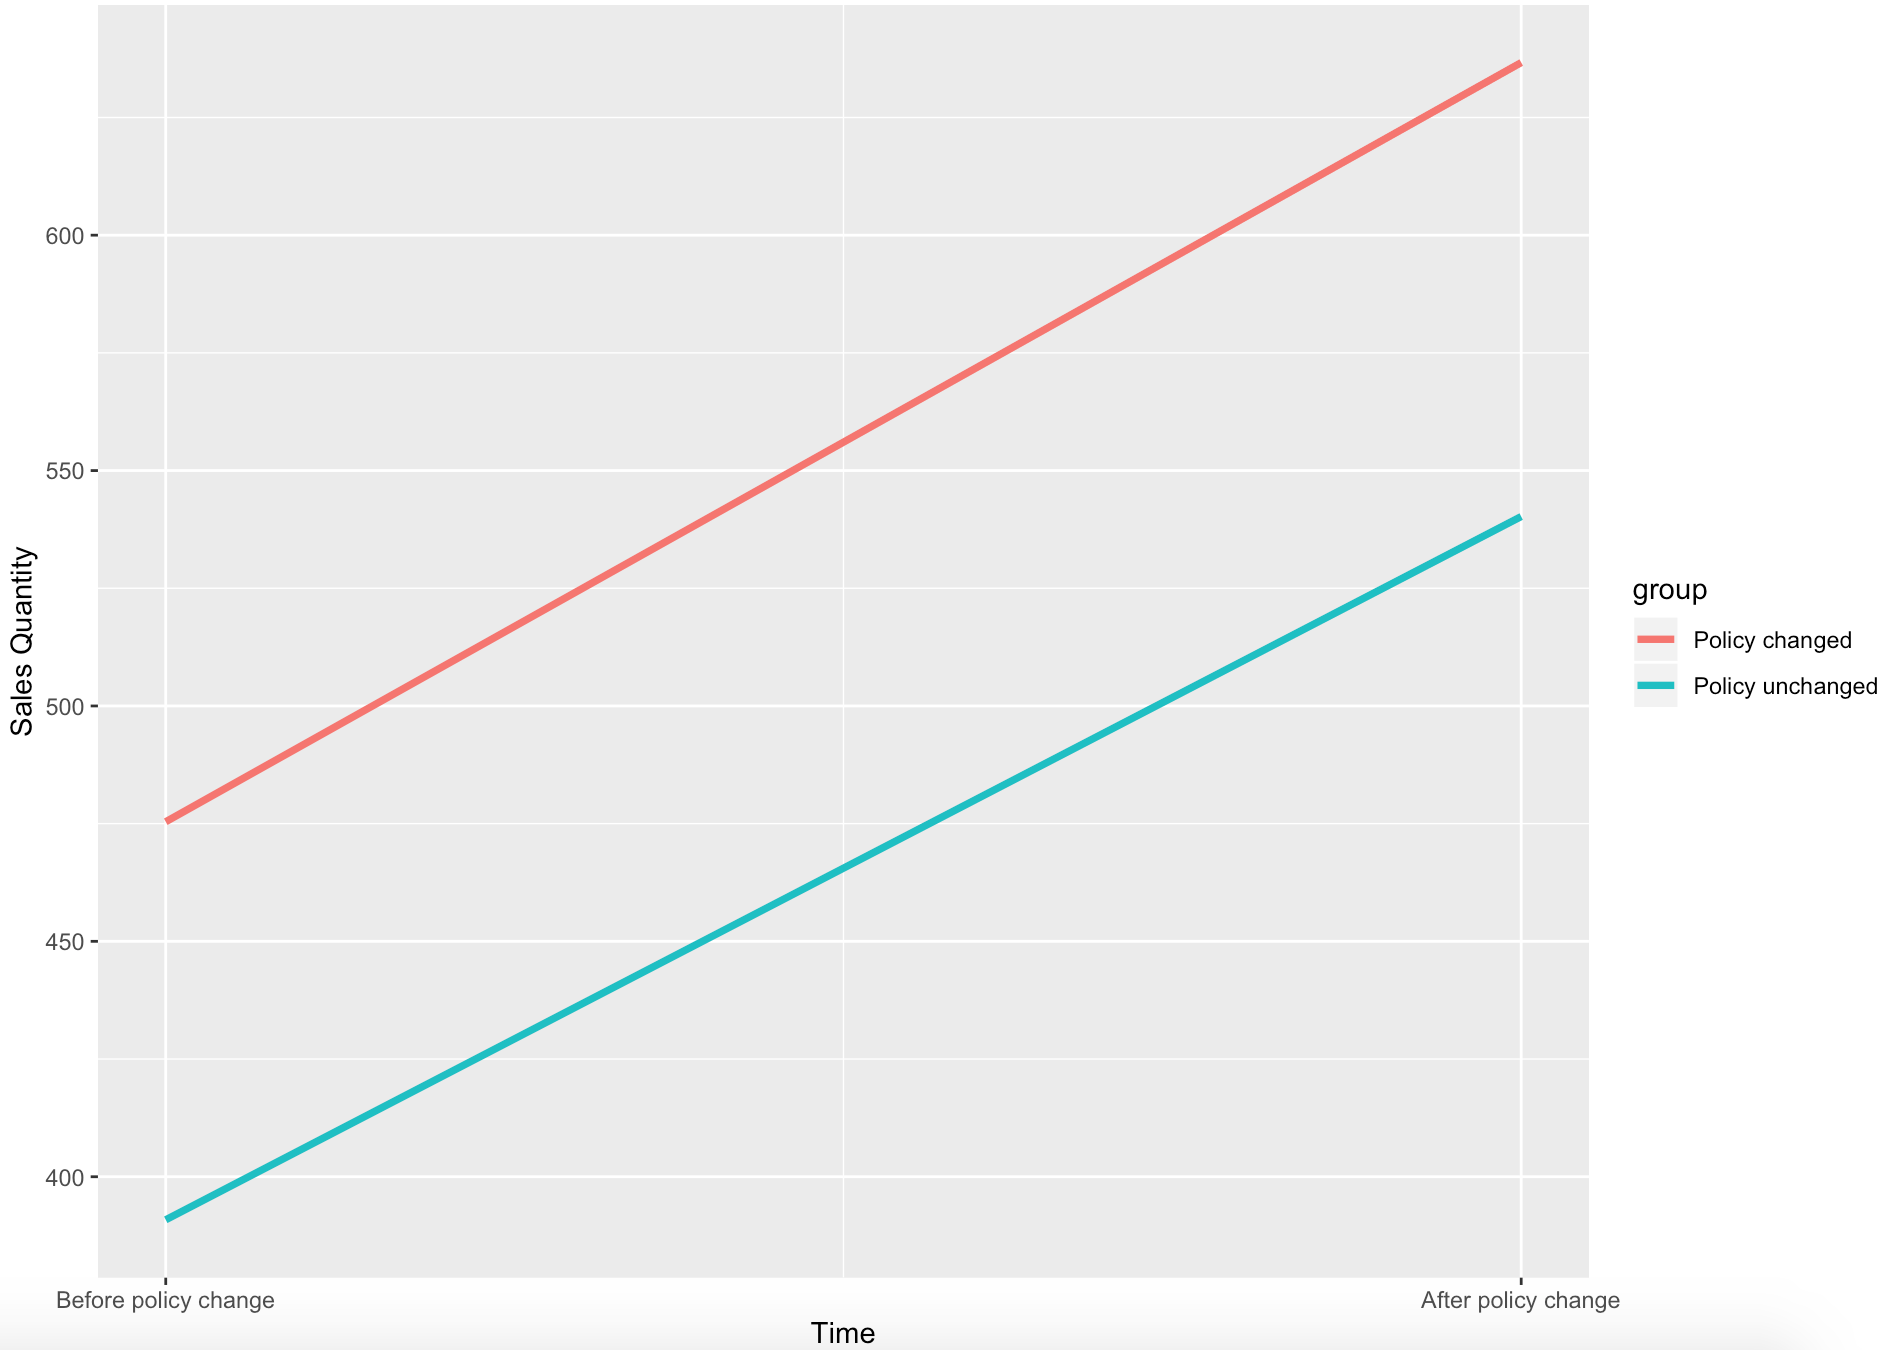 600
550
500
450
400
Sales Quantity
Before policy change
After policy change
Time
group
Policy changed
Policy unchanged